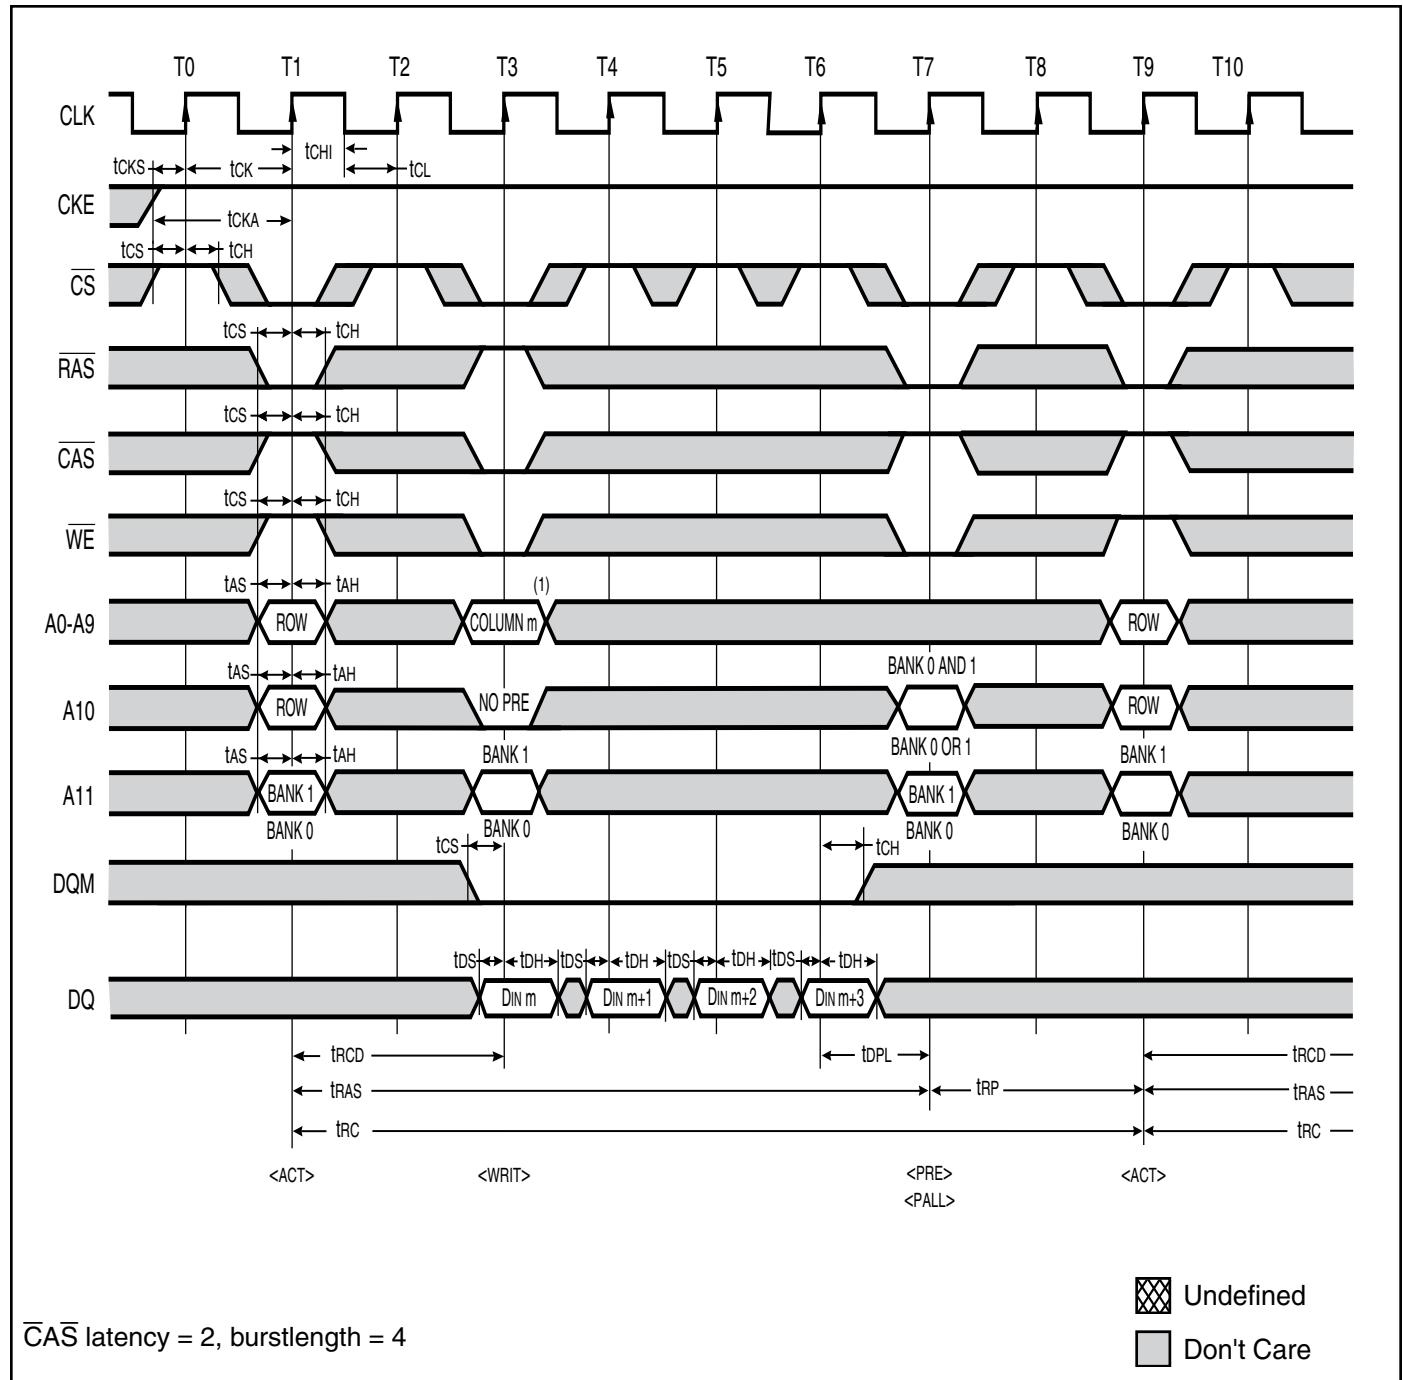 T0 T1 T2 T3 T4 T5 T6 T7 T8 T9 T10
CLK
tCHI
tCKS tCK tCL
CKE
tCKA
tCS tCH
CS
tCS tCH
RAS
tCS tCH
CAS
tCS tCH
WE
tAS tAH (1)
A0-A9 ROW COLUMN m ROW
tAS tAH BANK 0 AND 1
A10 ROW NO PRE ROW
tAS tAH BANK 1 BANK 0 OR 1 BANK 1
A11 BANK 1 BANK 1
BANK 0 BANK 0 BANK 0 BANK 0
tCS tCH
DQM
tDS tDH tDS tDH tDS tDH tDS tDH
DQ DIN m DIN m+1 DIN m+2 DIN m+3
tRCD tDPL tRCD
tRAS tRP tRAS
tRC tRC
<ACT> <WRIT> <PRE> <ACT>
<PALL>
Undefined
CAS latency = 2, burstlength = 4
Don't Care